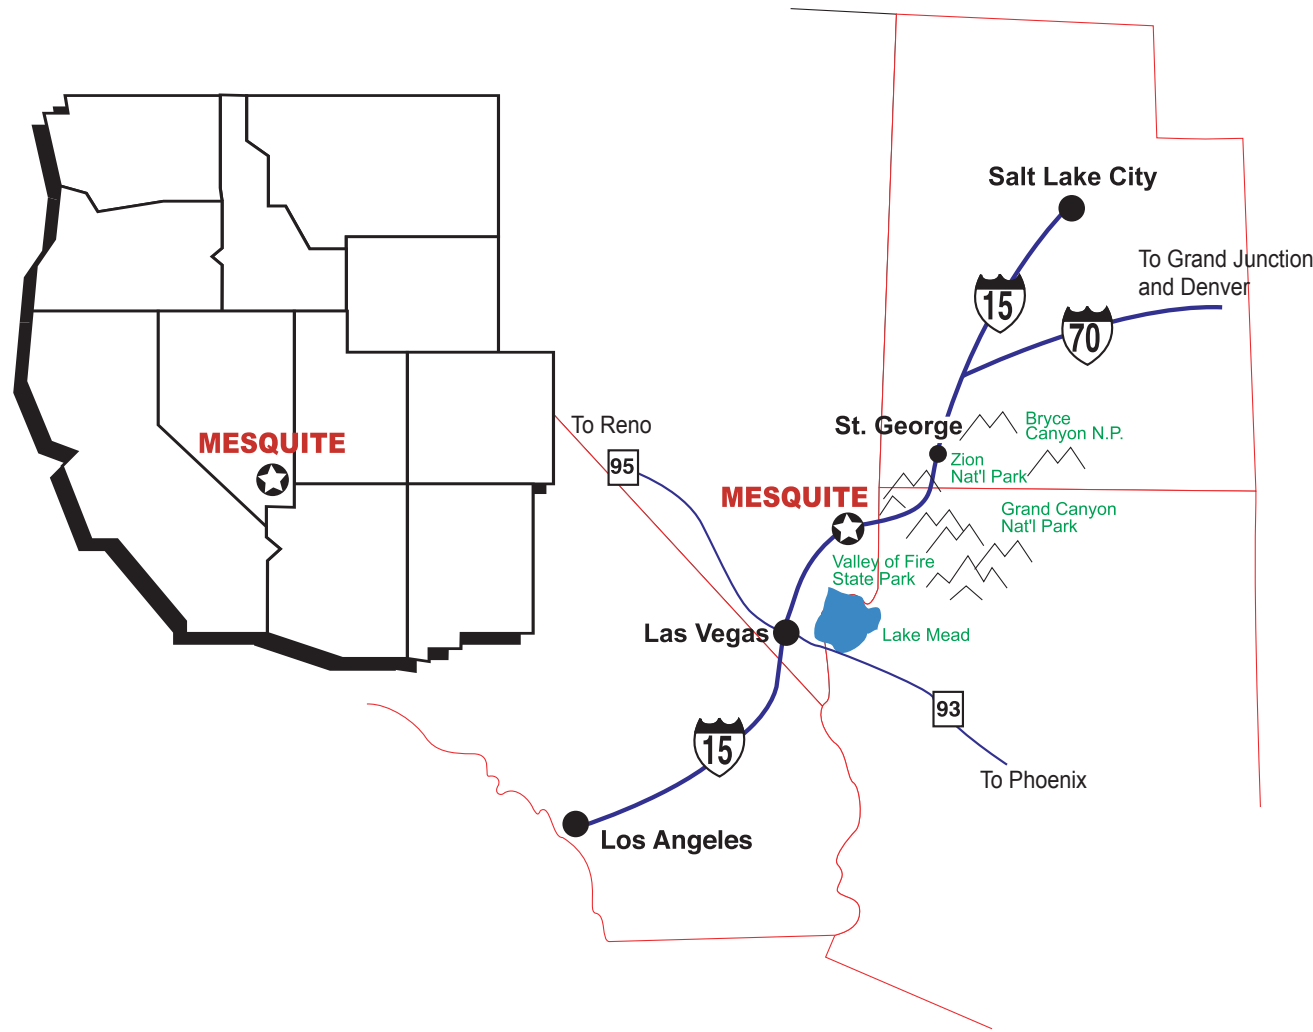 MESQUITE
Salt Lake City
To Grand Junction
and Denver
15
70
To Reno
95
St. George
Bryce
Canyon N.P.
Zion
Nat'l Park
MESQUITE
Grand Canyon
Nat'l Park
Valley of Fire
State Park
Las Vegas
Lake Mead
93
15
To Phoenix
Los Angeles